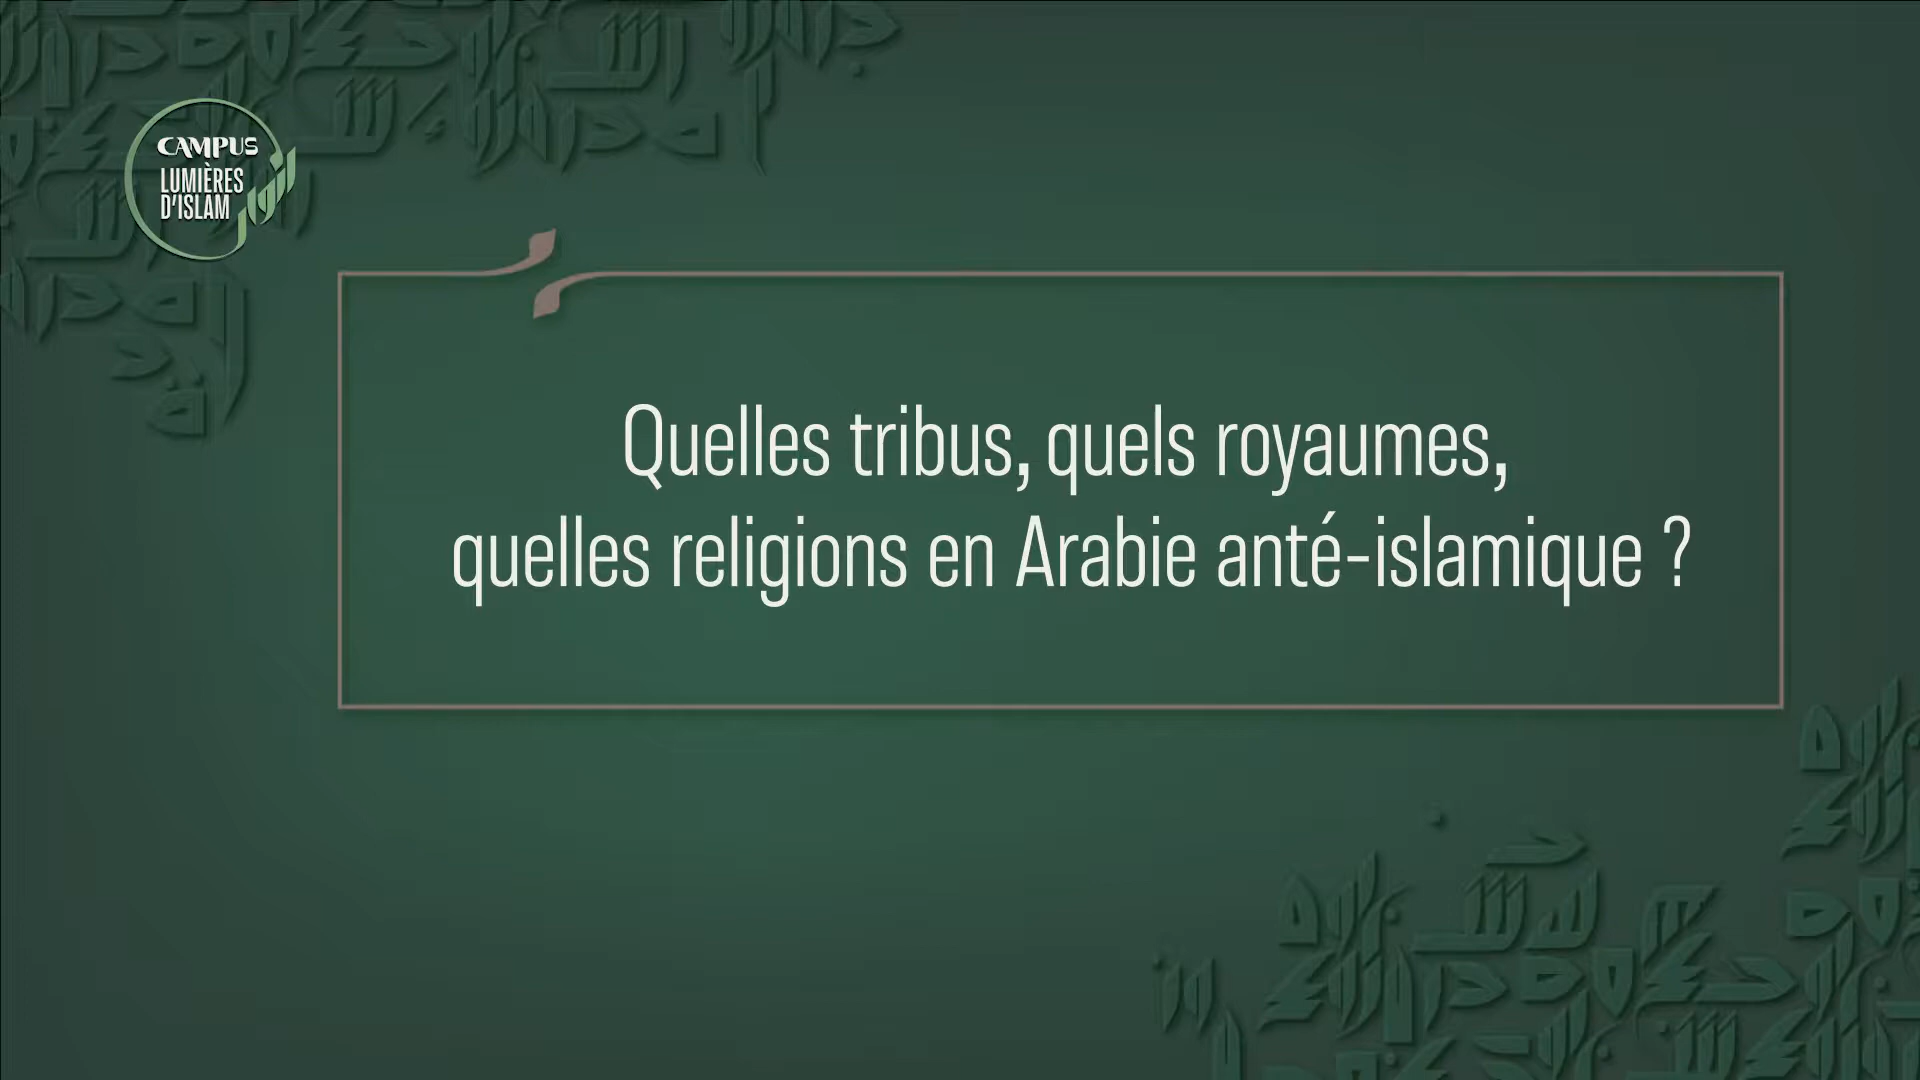 CAMPUS
LUMIÈRES
D'ISLAM
Quelles tribus, quels royaumes,
quelles religions en Arabie anté-islamique ?